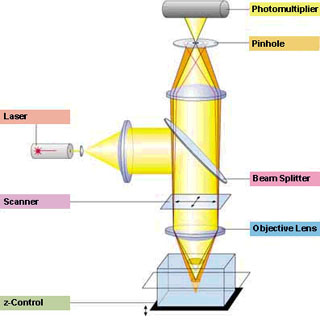 Photomultiplier
Pinhole
Laser
Beam Splitter
Scanner
Objective Lens
z-Control